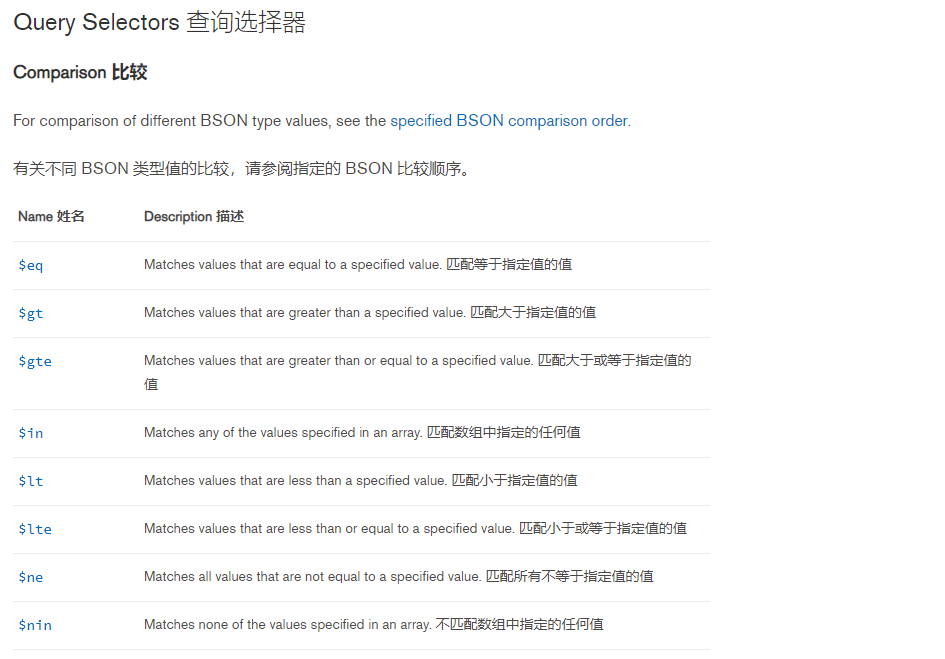 Query Selectors 查询选择器
Comparison 比较
For comparison of different BSON type values, see the specified BSON comparison order.
有关不同 BSON 类型值的比较，请参阅指定的 BSON 比较顺序。
Name 姓名 Description 描述
$eq Matches values that are equal to a specified value. 匹配等于指定值的值
$gt Matches values that are greater than a specified value. 匹配大于指定值的值
$gte Matches values that are greater than or equal to a specified value. 匹配大于或等于指定值的
值
$in Matches any of the values specified in an array. 匹配数组中指定的任何值
$lt Matches values that are less than a specified value. 匹配小于指定值的值
$lte Matches values that are less than or equal to a specified value. 匹配小于或等于指定值的值
$ne Matches all values that are not equal to a specified value. 匹配所有不等于指定值的值
$nin Matches none of the values specified in an array. 不匹配数组中指定的任何值